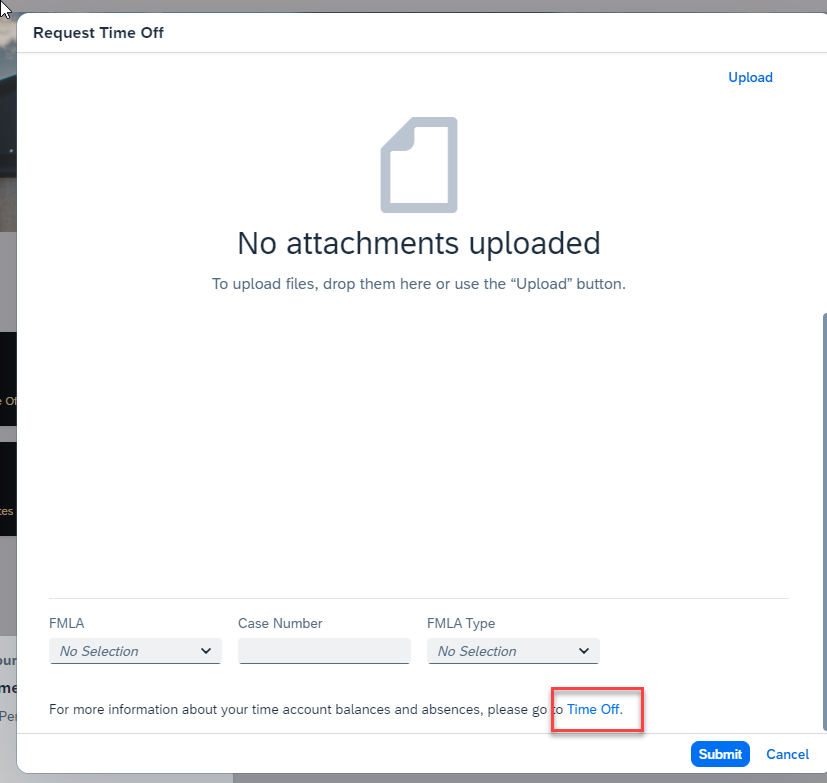 Request Time Off
Upload
No attachments uploaded
To upload files, drop them here or use the “Upload” button.
FMLA
Case Number
FMLA Type
No Selection
No Selection
For more information about your time account balances and absences, please go to Time Off.
Submit
Cancel